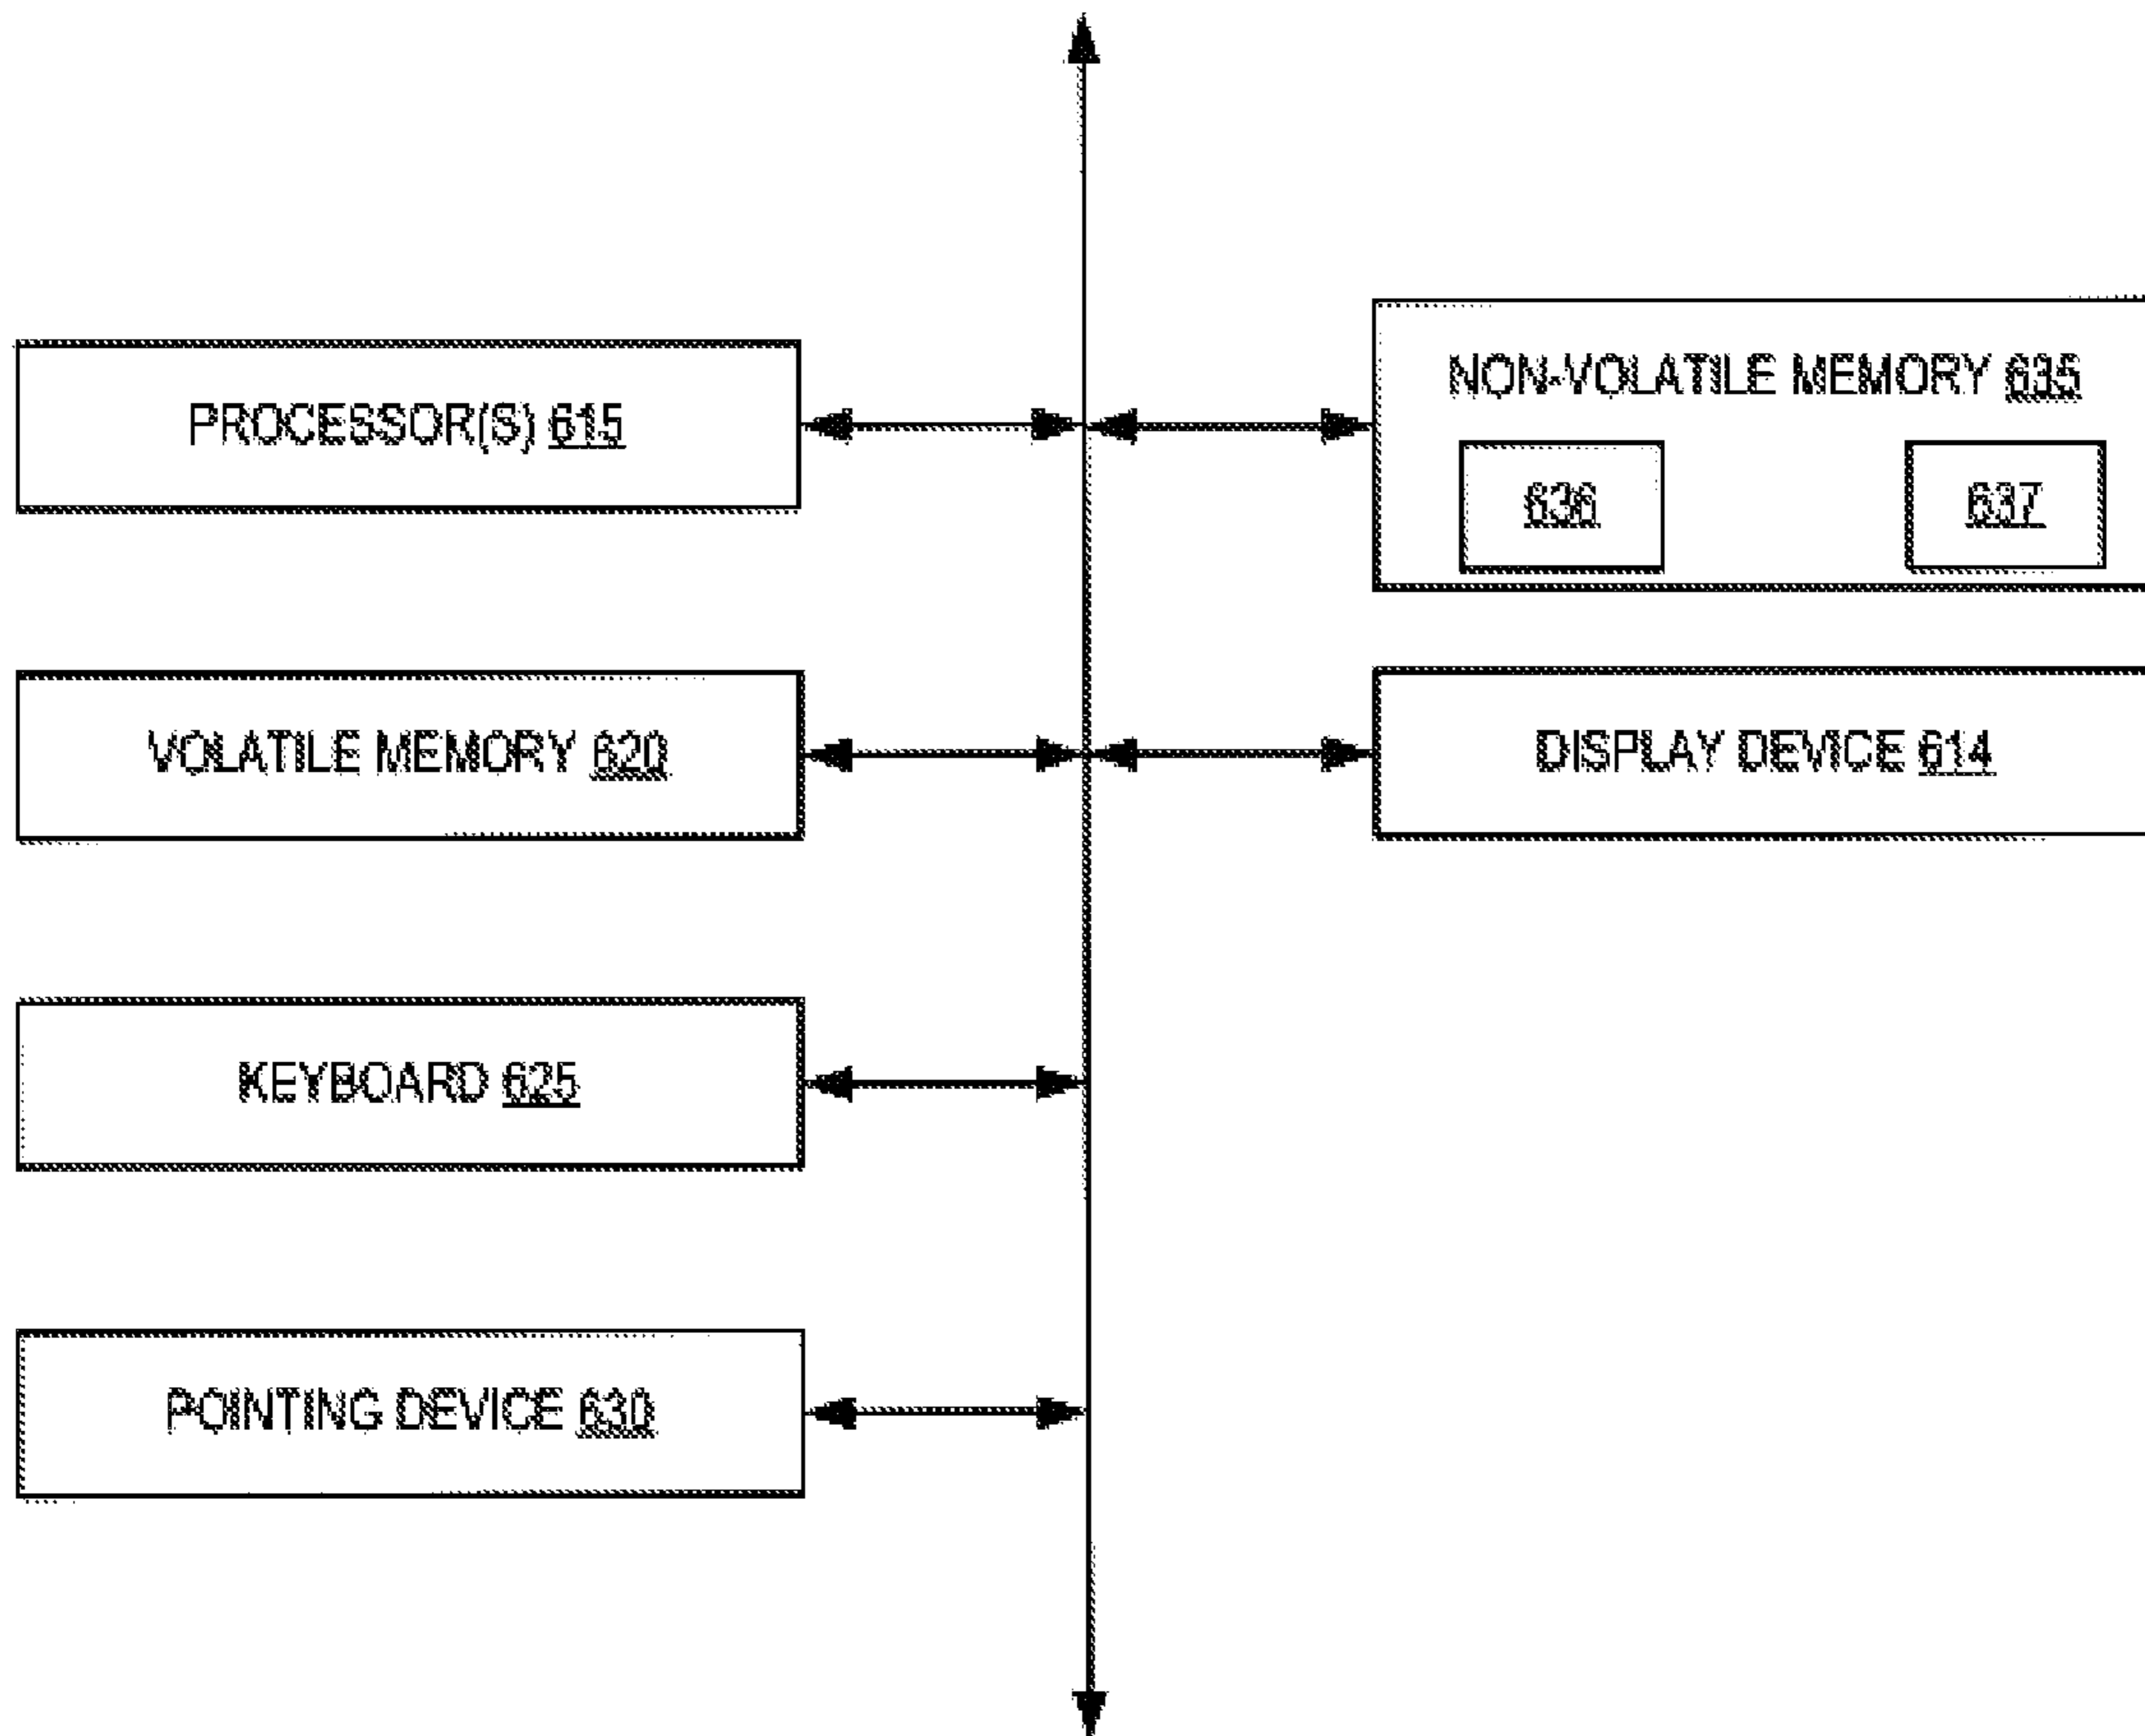 PROCESSOR(S) 615
NON-VOLATILE MEMORY 635
636
637
VOLATILE MEMORY 620
DISPLAY DEVICE 614
KEYBOARD 625
POINTING DEVICE 630